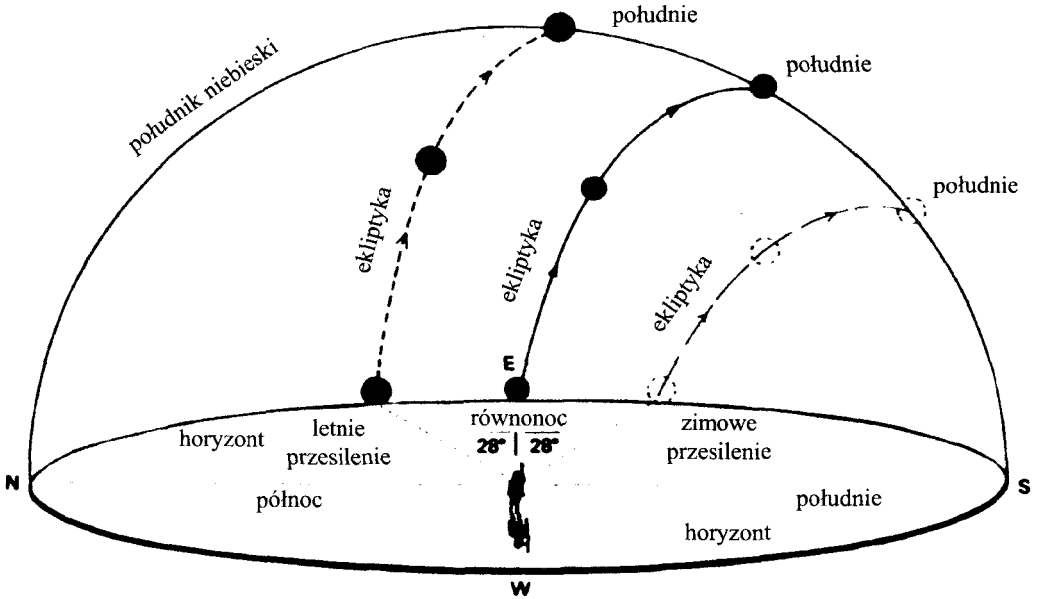 południe
południe
południk niebieski
południe
ekliptyka
ekliptyka
ekliptyka
E
równonoc
28° 28°
letnie
przesilenie
zimowe
przesilenie
horyzont
N
S
północ
południe
horyzont
W